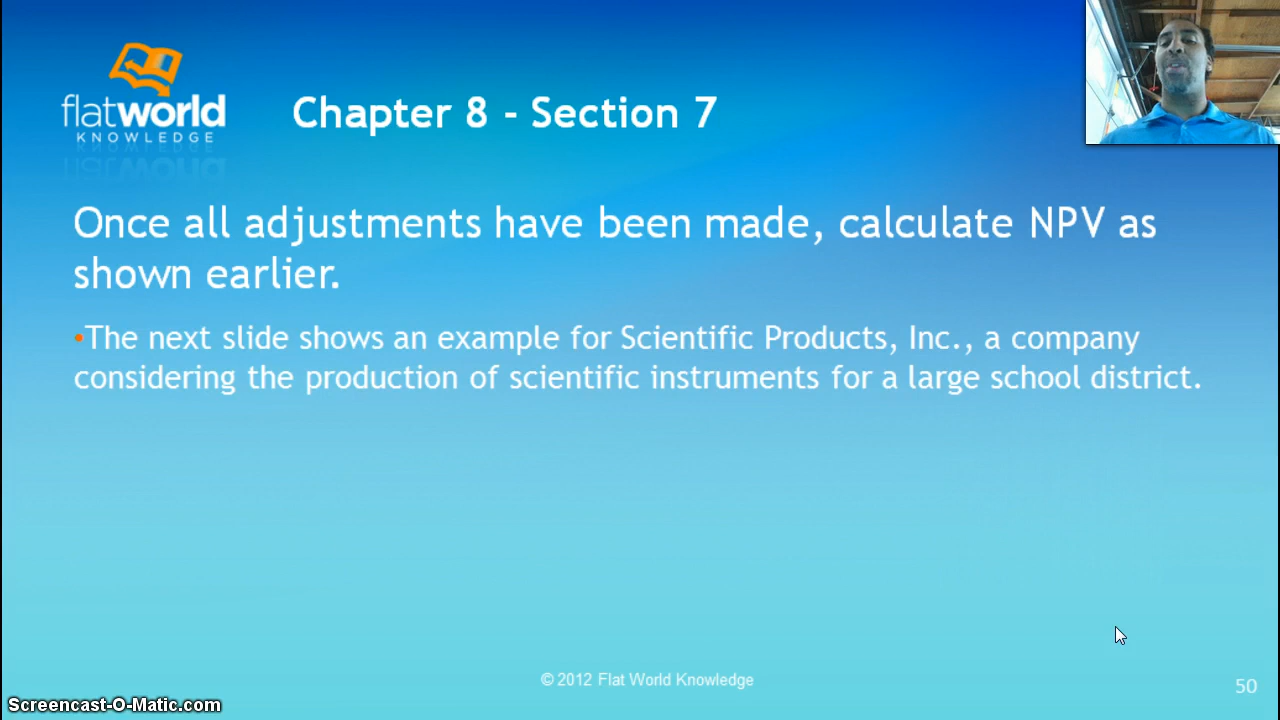 flatworld
KNOWLEDGE
Chapter 8 - Section 7
Once all adjustments have been made, calculate NPV as
shown earlier.
•The next slide shows an example for Scientific Products, Inc., a company
considering the production of scientific instruments for a large school district.
© 2012 Flat World Knowledge
50
Screencast-O-Matic.com